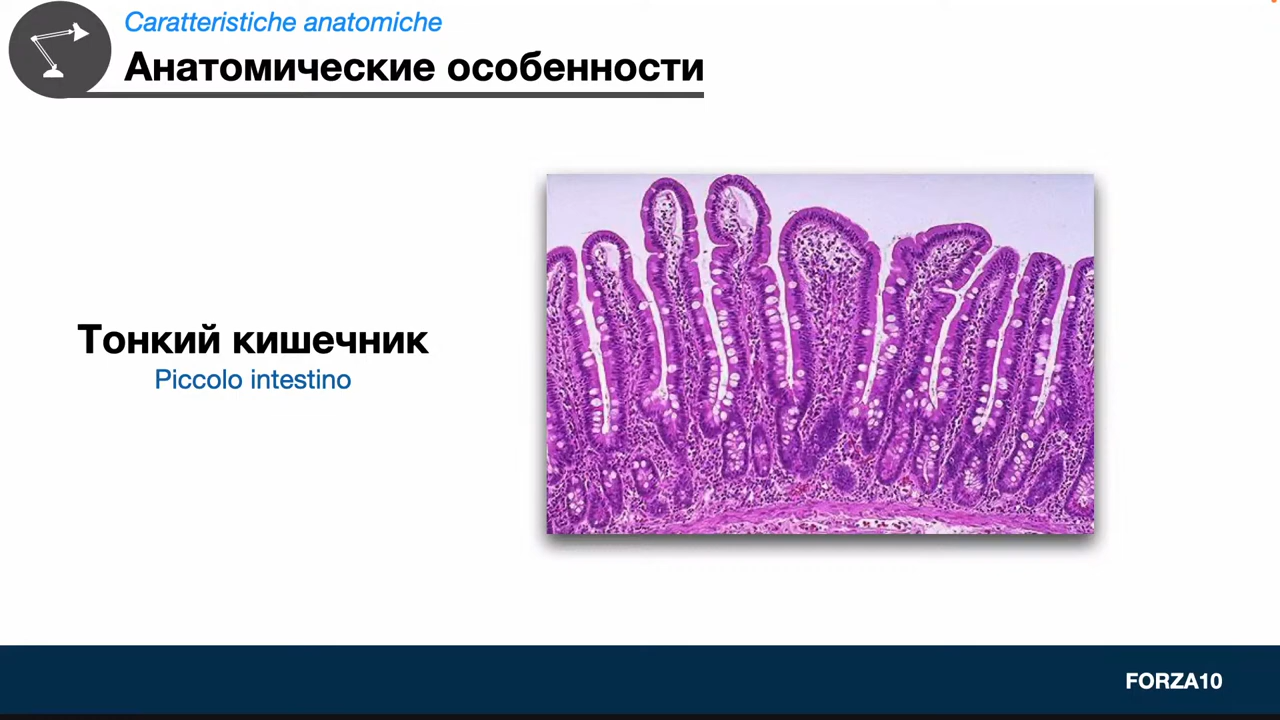 Caratteristiche anatomiche
Анатомические особенности
Тонкий кишечник
Piccolo intestino
FORZA10